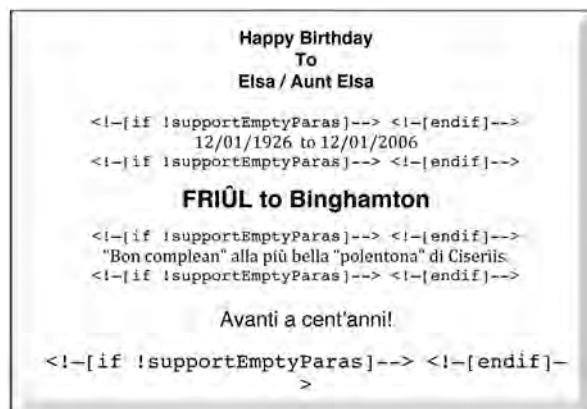 Happy Birthday
To
Elsa / Aunt Elsa
<!–[if !supportEmptyParas]--> <!–[endif]-->
12/01/1926 to 12/01/2006
<!–[if !supportEmptyParas]--> <!–[endif]-->
FRIÛL to Binghamton
<!–[if !supportEmptyParas]--> <!–[endif]-->
"Bon complean" alla più bella "polentona" di Ciseriis.
<!–[if !supportEmptyParas]--> <!–[endif]-->
Avanti a cent'anni!
<!–[if !supportEmptyParas]--> <!–[endif]–
>